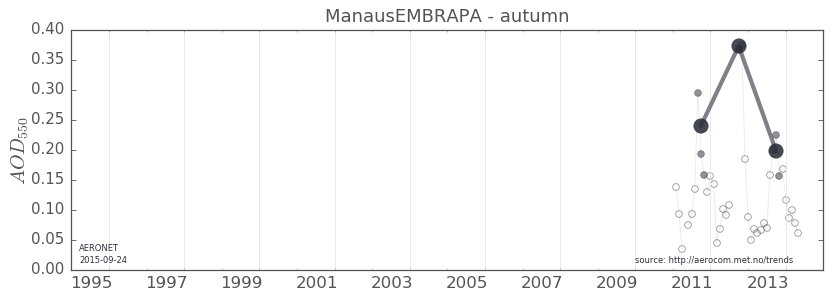 ManausEMBRAPA - autumn
0.40
0.35
0.30
0.25
0.20
0.15
0.10
0.05
0.00
AOD550
AERONET
2015-09-24
source: http://aerocom.met.no/trends
1995 1997 1999 2001 2003 2005 2007 2009 2011 2013